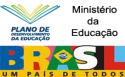 PLANO DE
DESENVOLVIMENTO
DA EDUCAÇÃO
Ministério
da Educação
BRASIL
UM PAÍS DE TODOS